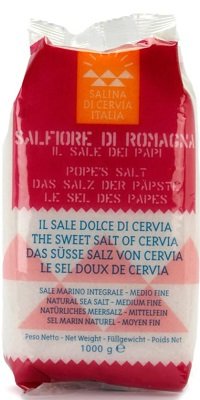 SALINA
DI CERVIA
ITALIA
SALFIORE DI ROMAGNA
IL SALE DEI PAPI
POPE'S SALT
DAS SALZ DER PÄPSTE
LE SEL DES PAPES
IL SALE DOLCE DI CERVIA
THE SWEET SALT OF CERVIA
DAS SÜSSE SALZ VON CERVIA
LE SEL DOUX DE CERVIA
SALE MARINO INTEGRALE - MEDIO FINE
NATURAL SEA SALT - MEDIUM FINE
NATÜRLICHES MEERSALZ - MITTELFEIN
SEL MARIN NATUREL - MOYEN FIN
Peso Netto - Net Weight - Füllgewicht - Poids Net
1000 g ℮